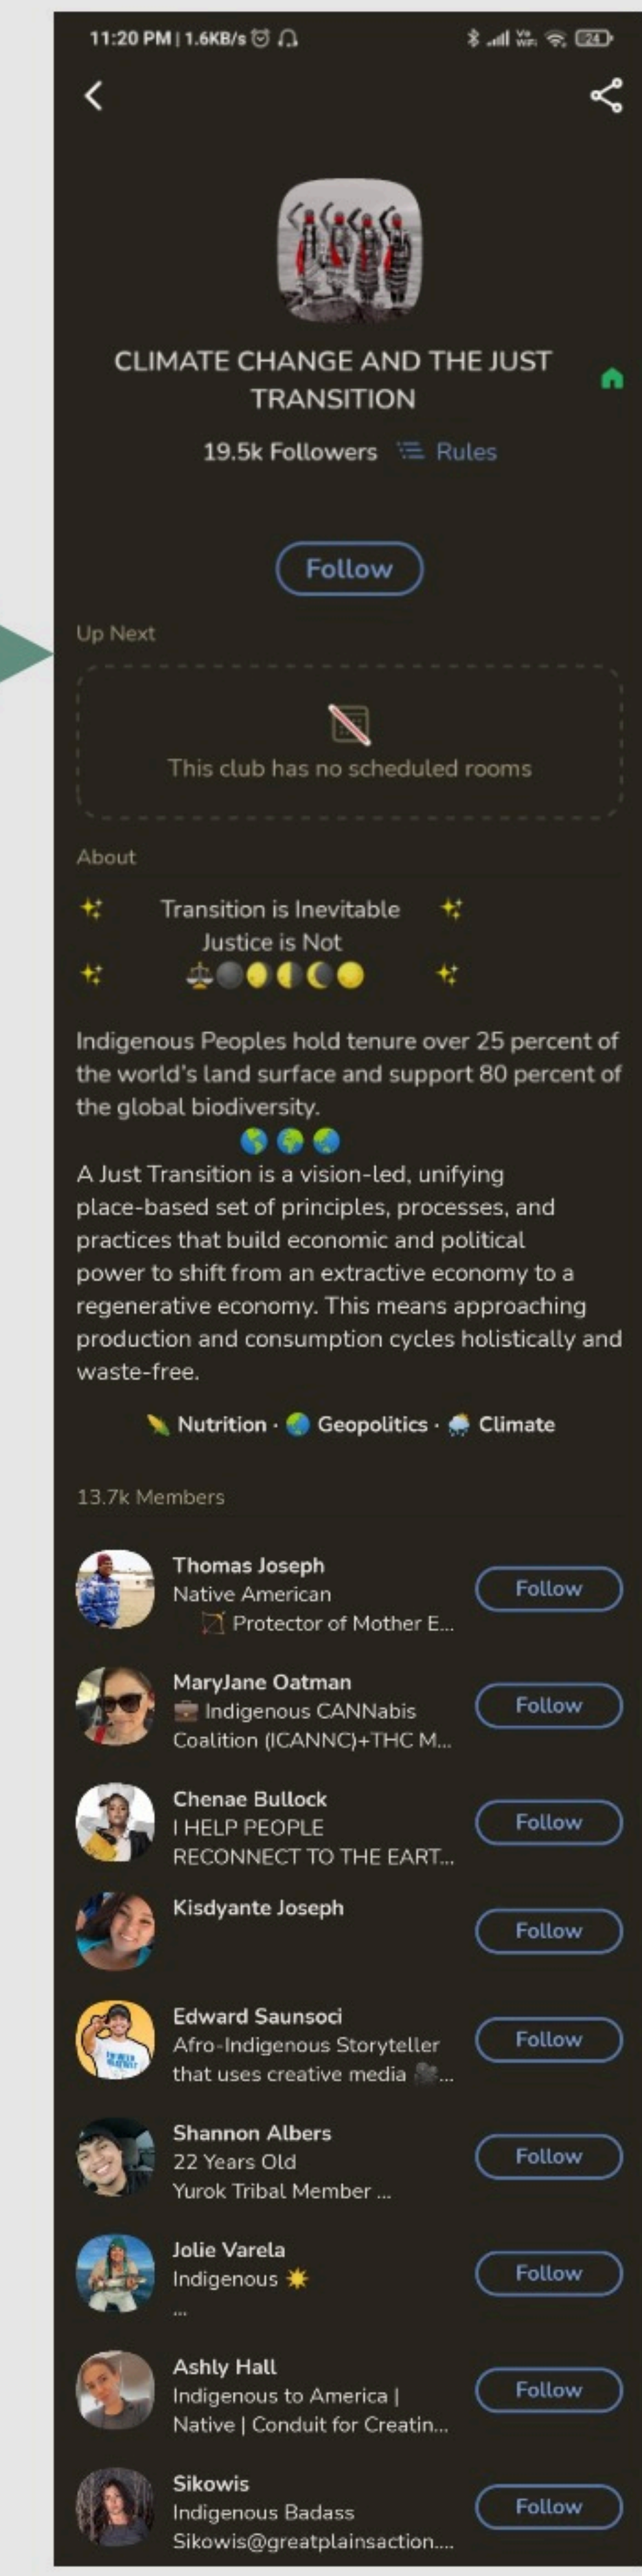 11:20 PM | 1.6KB/s
Vo
WiFi
24
CLIMATE CHANGE AND THE JUST
TRANSITION
19.5k Followers Rules
Follow
Up Next
This club has no scheduled rooms
About
Transition is Inevitable
Justice is Not
Indigenous Peoples hold tenure over 25 percent of
the world's land surface and support 80 percent of
the global biodiversity.
A Just Transition is a vision-led, unifying
place-based set of principles, processes, and
practices that build economic and political
power to shift from an extractive economy to a
regenerative economy. This means approaching
production and consumption cycles holistically and
waste-free.
Nutrition · Geopolitics · Climate
13.7k Members
Thomas Joseph
Native American
Protector of Mother E...
Follow
MaryJane Oatman
Indigenous CANNabis
Coalition (ICANNC)+THC M...
Follow
Chenae Bullock
I HELP PEOPLE
RECONNECT TO THE EART...
Follow
Kisdyante Joseph
Follow
Edward Saunsoci
Afro-Indigenous Storyteller
that uses creative media ...
Follow
Shannon Albers
22 Years Old
Yurok Tribal Member ...
Follow
Jolie Varela
Indigenous
...
Follow
Ashly Hall
Indigenous to America |
Native | Conduit for Creatin...
Follow
Sikowis
Indigenous Badass
Sikowis@greatplainsaction....
Follow